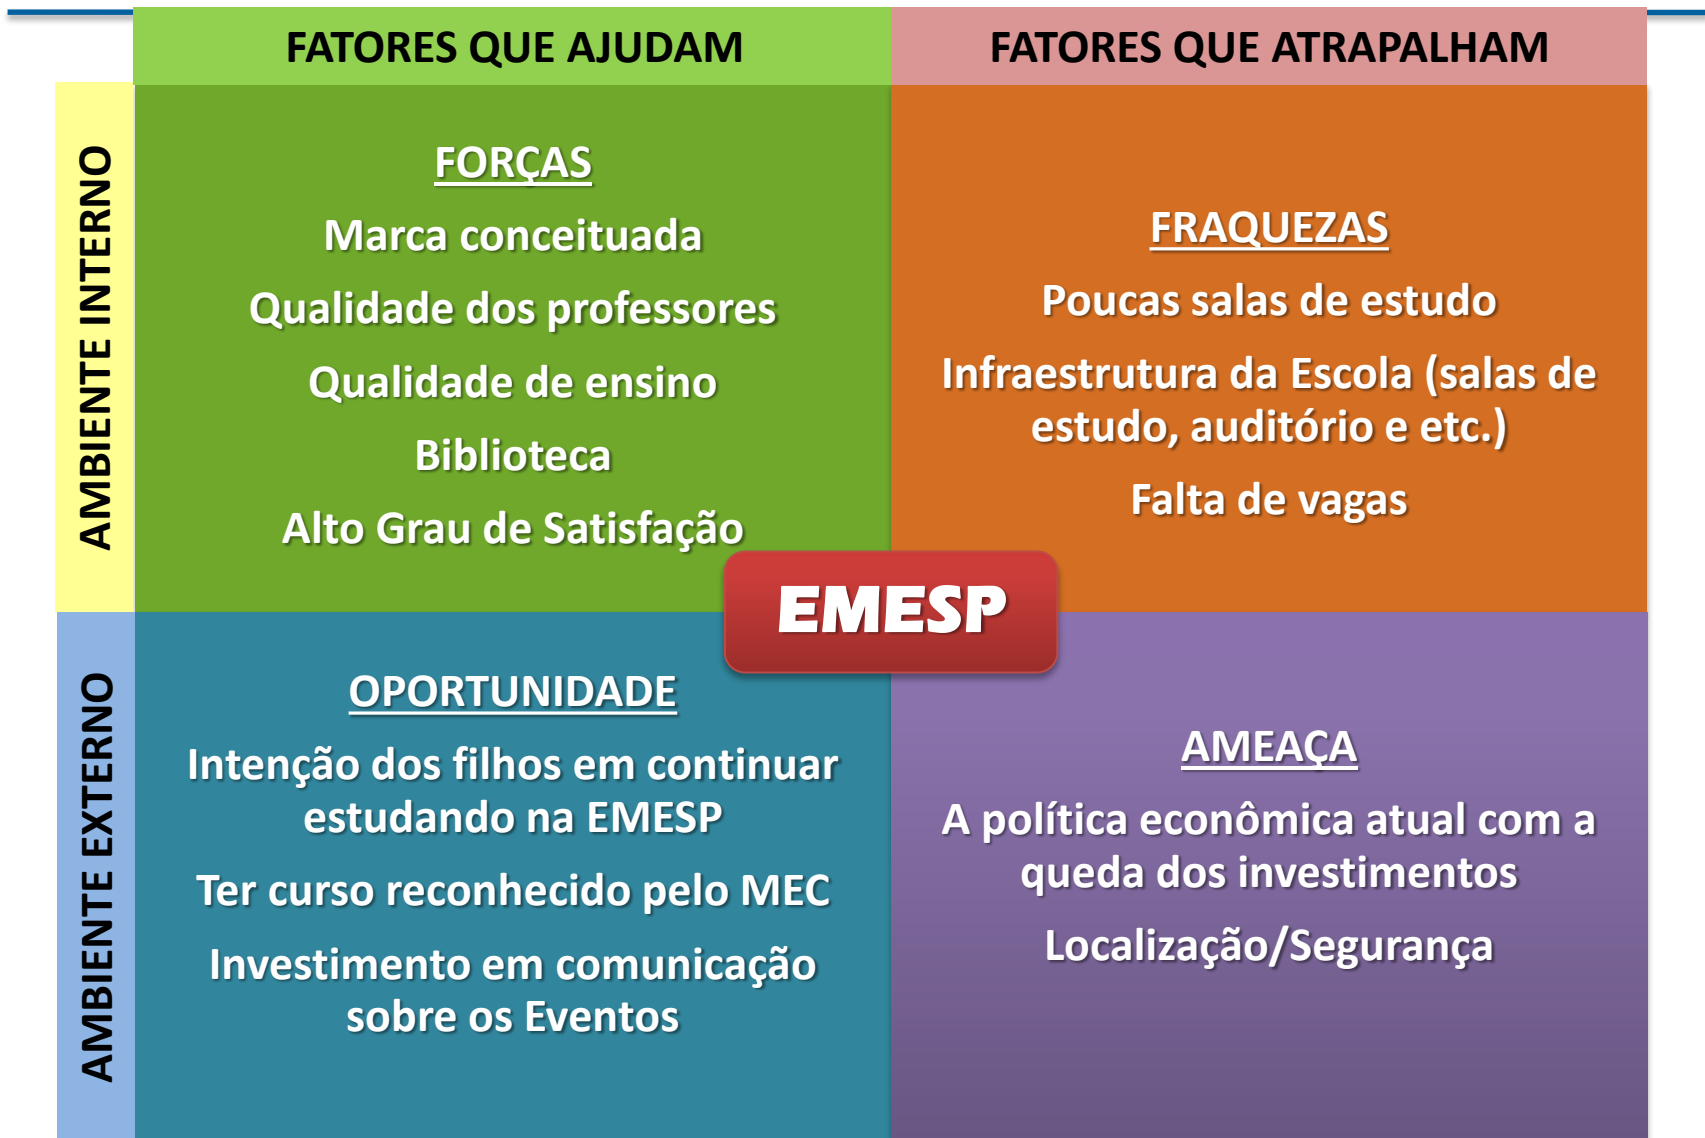 FATORES QUE AJUDAM
FATORES QUE ATRAPALHAM
AMBIENTE INTERNO
FORÇAS
Marca conceituada
Qualidade dos professores
Qualidade de ensino
Biblioteca
Alto Grau de Satisfação
FRAQUEZAS
Poucas salas de estudo
Infraestrutura da Escola (salas de
estudo, auditório e etc.)
Falta de vagas
EMESP
AMBIENTE EXTERNO
OPORTUNIDADE
Intenção dos filhos em continuar
estudando na EMESP
Ter curso reconhecido pelo MEC
Investimento em comunicação
sobre os Eventos
AMEAÇA
A política econômica atual com a
queda dos investimentos
Localização/Segurança